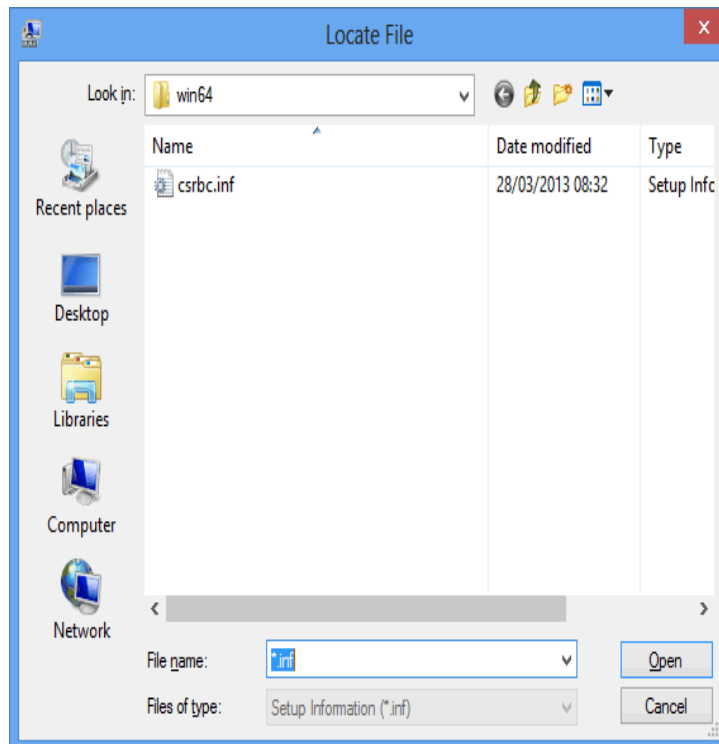 Locate File
x
Look in: win64
Name Date modified Type
csrbc.inf 28/03/2013 08:32 Setup Info
Recent places
Desktop
Libraries
Computer
Network
File name: *.inf Open
Files of type: Setup Information (*.inf) Cancel